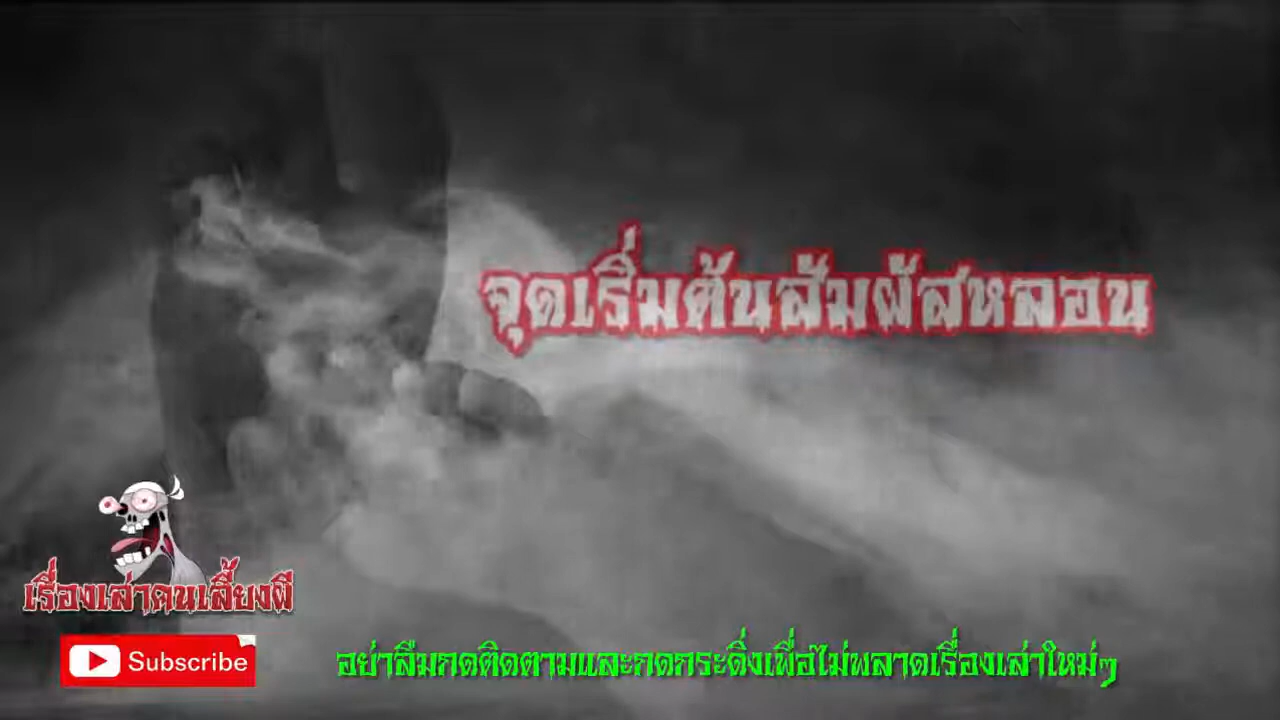 จุดเริ่มต้นสัมผัสหลอน
เรื่องเล่าคนเลี้ยงผี
Subscribe
อย่าลืมกดติดตามและกดกระดิ่งเพื่อไม่พลาดเรื่องเล่าใหม่ๆ